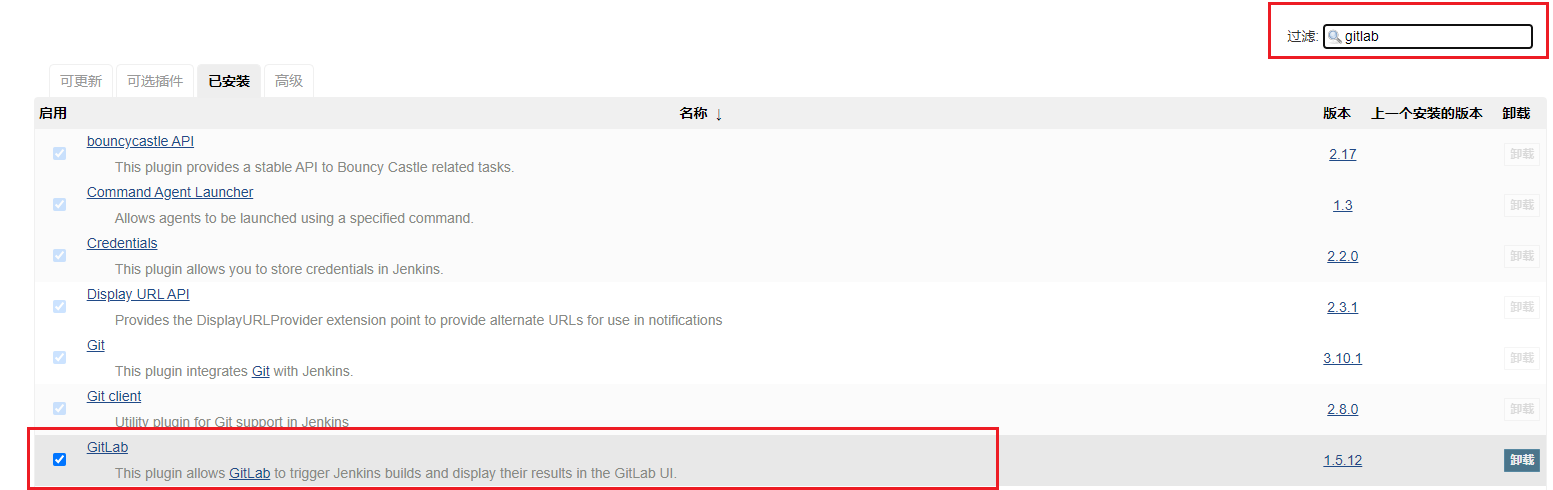 过滤: gitlab
可更新 可选插件 已安装 高级
启用 名称 ↓ 版本 上一个安装的版本 卸载
bouncycastle API
This plugin provides a stable API to Bouncy Castle related tasks.
2.17 卸载
Command Agent Launcher
Allows agents to be launched using a specified command.
1.3 卸载
Credentials
This plugin allows you to store credentials in Jenkins.
2.2.0 卸载
Display URL API
Provides the DisplayURLProvider extension point to provide alternate URLs for use in notifications
2.3.1 卸载
Git
This plugin integrates Git with Jenkins.
3.10.1 卸载
Git client
Utility plugin for Git support in Jenkins
2.8.0 卸载
GitLab
This plugin allows GitLab to trigger Jenkins builds and display their results in the GitLab UI.
1.5.12 卸载